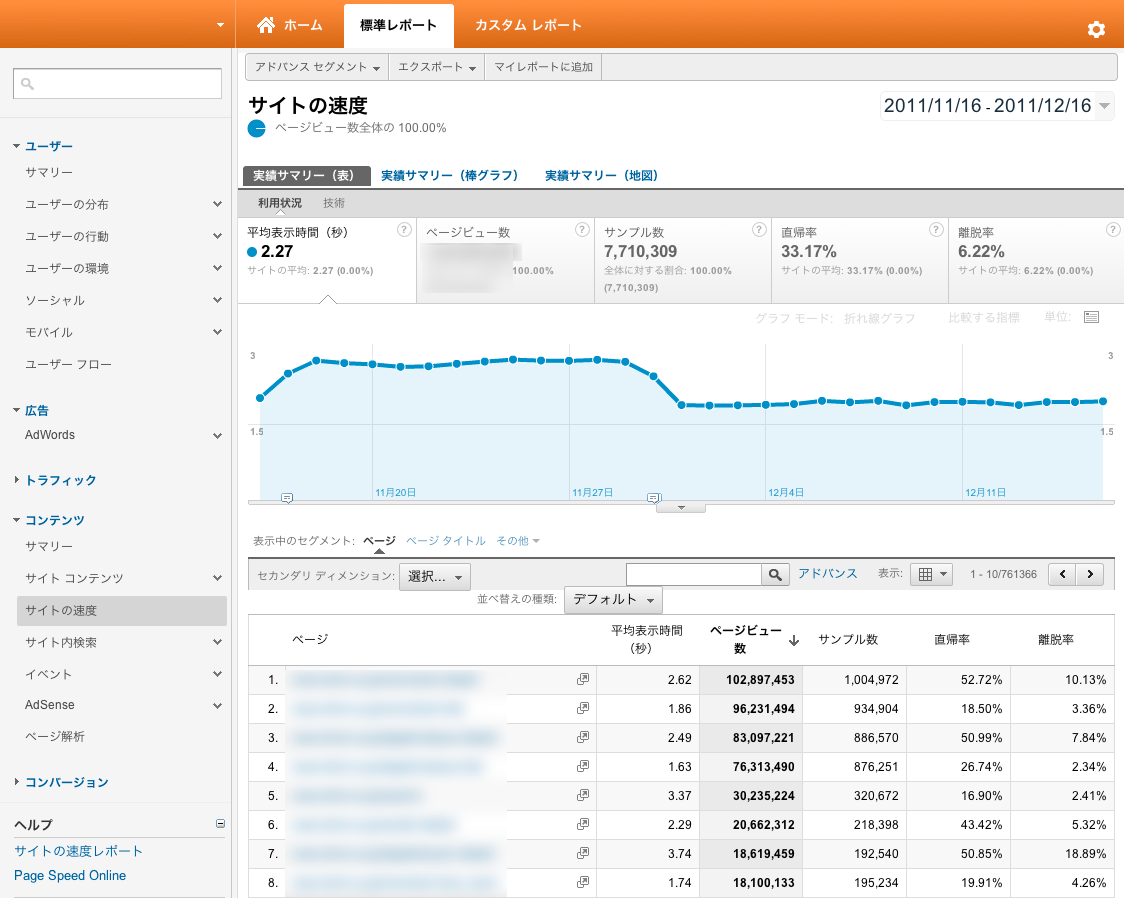 ホーム
標準レポート
カスタム レポート
アドバンス セグメント
エクスポート
マイレポートに追加
サイトの速度
2011/11/16 - 2011/12/16
ページビュー数全体の 100.00%
ユーザー
サマリー
ユーザーの分布
ユーザーの行動
ユーザーの環境
ソーシャル
モバイル
ユーザー フロー
広告
AdWords
トラフィック
コンテンツ
サマリー
サイト コンテンツ
サイトの速度
サイト内検索
イベント
AdSense
ページ解析
コンバージョン
ヘルプ
サイトの速度レポート
Page Speed Online
実績サマリー（表）
実績サマリー（棒グラフ）
実績サマリー（地図）
利用状況
技術
平均表示時間（秒）
2.27
サイトの平均: 2.27 (0.00%)
ページビュー数
100.00%
サンプル数
7,710,309
全体に対する割合: 100.00%
(7,710,309)
直帰率
33.17%
サイトの平均: 33.17% (0.00%)
離脱率
6.22%
サイトの平均: 6.22% (0.00%)
グラフ モード: 折れ線グラフ
比較する指標
単位:
3
3
1.5
1.5
11月20日
11月27日
12月4日
12月11日
表示中のセグメント: ページ ページ タイトル その他
セカンダリ ディメンション: 選択...
アドバンス
表示:
1 - 10/761366
並べ替えの種類: デフォルト
ページ
平均表示時間（秒）
ページビュー数
サンプル数
直帰率
離脱率
1. 2.62 102,897,453 1,004,972 52.72% 10.13%
2. 1.86 96,231,494 934,904 18.50% 3.36%
3. 2.49 83,097,221 886,570 50.99% 7.84%
4. 1.63 76,313,490 876,251 26.74% 2.34%
5. 3.37 30,235,224 320,672 16.90% 2.41%
6. 2.29 20,662,312 218,398 43.42% 5.32%
7. 3.74 18,619,459 192,540 50.85% 18.89%
8. 1.74 18,100,133 195,234 19.91% 4.26%